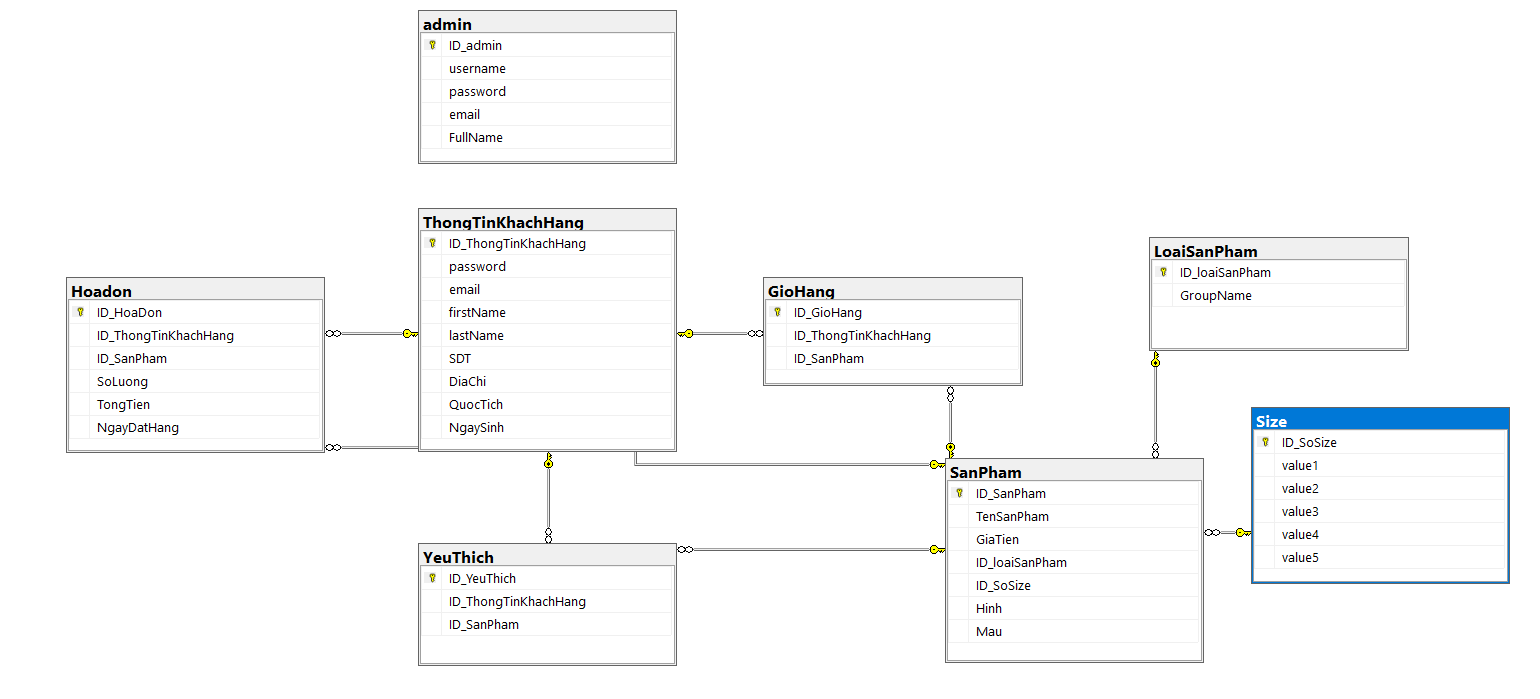 admin
ID_admin
username
password
email
FullName
ThongTinKhachHang
ID_ThongTinKhachHang
password
email
firstName
lastName
SDT
DiaChi
QuocTich
NgaySinh
Hoadon
ID_HoaDon
ID_ThongTinKhachHang
ID_SanPham
SoLuong
TongTien
NgayDatHang
GioHang
ID_GioHang
ID_ThongTinKhachHang
ID_SanPham
LoaiSanPham
ID_loaiSanPham
GroupName
Size
ID_SoSize
value1
value2
value3
value4
value5
SanPham
ID_SanPham
TenSanPham
GiaTien
ID_loaiSanPham
ID_SoSize
Hinh
Mau
YeuThich
ID_YeuThich
ID_ThongTinKhachHang
ID_SanPham